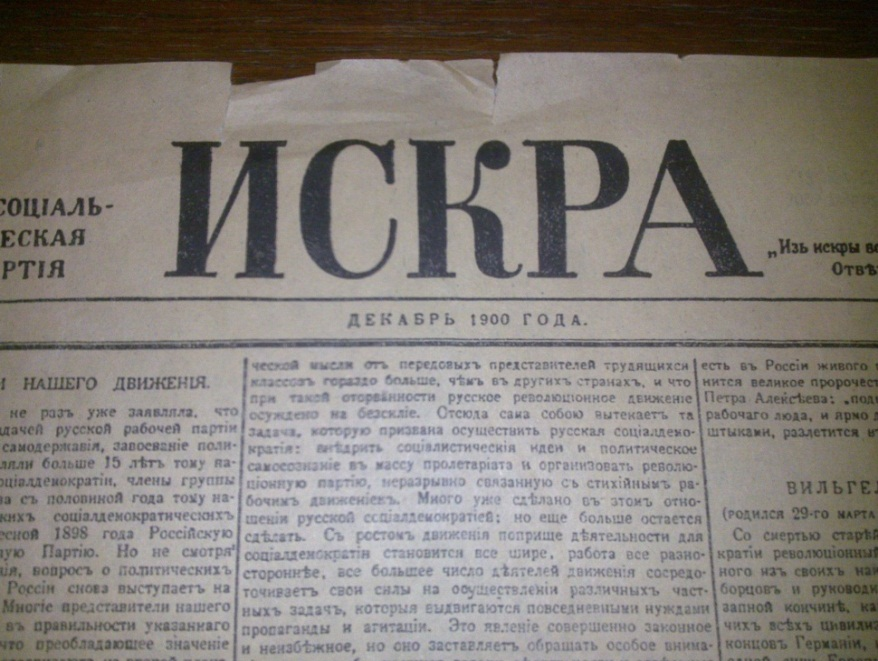 СОЦІАЛЬ-
ЕСКАЯ
РТІЯ
ИСКРА
„Изъ искры
ДЕКАБРЬ 1900 ГОДА.
И НАШЕГО ДВИЖЕНІЯ.
не разъ уже заявляла, что
дачей русской рабочей партіи
самодержавія, завоеваніе поли-
ляли больше 15 лѣтъ тому на-
оціалдемократіи, члены группы
ва съ половиной года тому на-
кихъ соціалдемократическихъ
есной 1898 года Россійскую
ную Партію. Но не смотря
ія, вопросъ о политическихъ
Россіи снова выступаетъ на
Многіе представители нашего
въ правильности указаннаго
что преобладающее значеніе
ческой мысли отъ передовыхъ представителей трудящихся
классовъ гораздо больше, чѣмъ въ другихъ странахъ, и что
при такой оторванности русское революціонное движеніе
осуждено на безсиліе. Отсюда сама собою вытекаетъ та
задача, которую призвана осуществить русская соціалдемо-
кратія: внѣдрить соціалистическія идеи и политическое
самосознаніе въ массу пролетаріата и организовать револю-
ціонную партію, неразрывно связанную съ стихійнымъ ра-
бочимъ движеніемъ. Много уже сдѣлано въ этомъ отно-
шеніи русской соціалдемократіей; но еще больше остается
сдѣлать. Съ ростомъ движенія поприще дѣятельности для
соціалдемократіи становится все шире, работа все разно-
стороннѣе, все большее число дѣятелей движенія сосредо-
точиваетъ свои силы на осуществленіи различныхъ част-
ныхъ задачъ, которыя выдвигаются повседневными нуждами
пропаганды и агитаціи. Это явленіе совершенно законное
и неизбѣжное, но оно заставляетъ обращать особое внима-
есть въ Россіи живого
нится великое пророчест
Петра Алексѣева: „под
рабочаго люда, и ярмо д
штыками, разлетится въ
ВИЛЬГЕЛ
(РОДИЛСЯ 29-го МАРТА
Со смертью старѣй
кратіи революціонный
ного изъ своихъ наи
борцовъ и руководи
запной кончинѣ, ка
чихъ всѣхъ цивилиз
концовъ Германіи, и